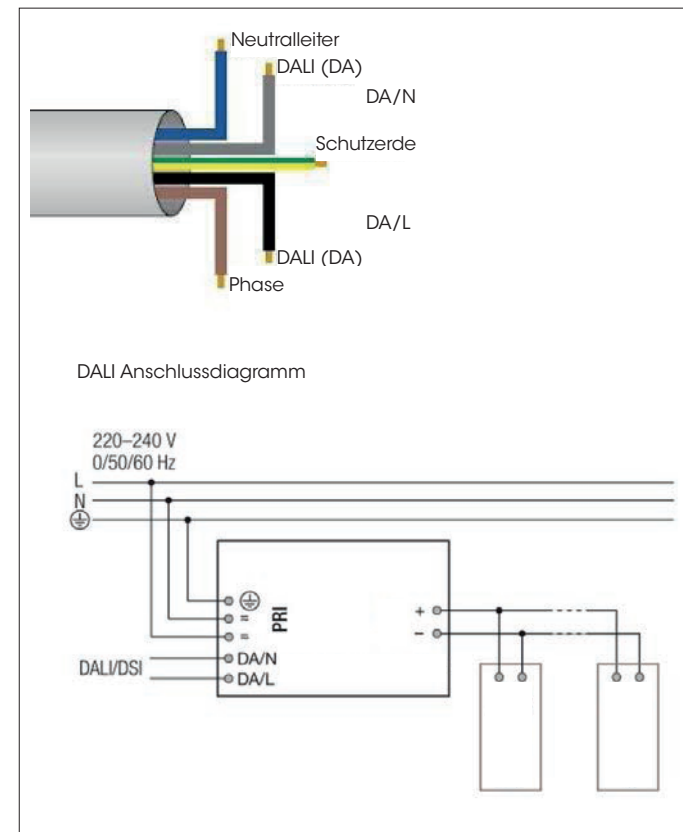 Neutralleiter
DALI (DA)
DA/N
Schutzerde
DA/L
DALI (DA)
Phase
DALI Anschlussdiagramm
220–240 V
0/50/60 Hz
L
N
PRI
=
=
DALI/DSI
DA/N
DA/L
+
–